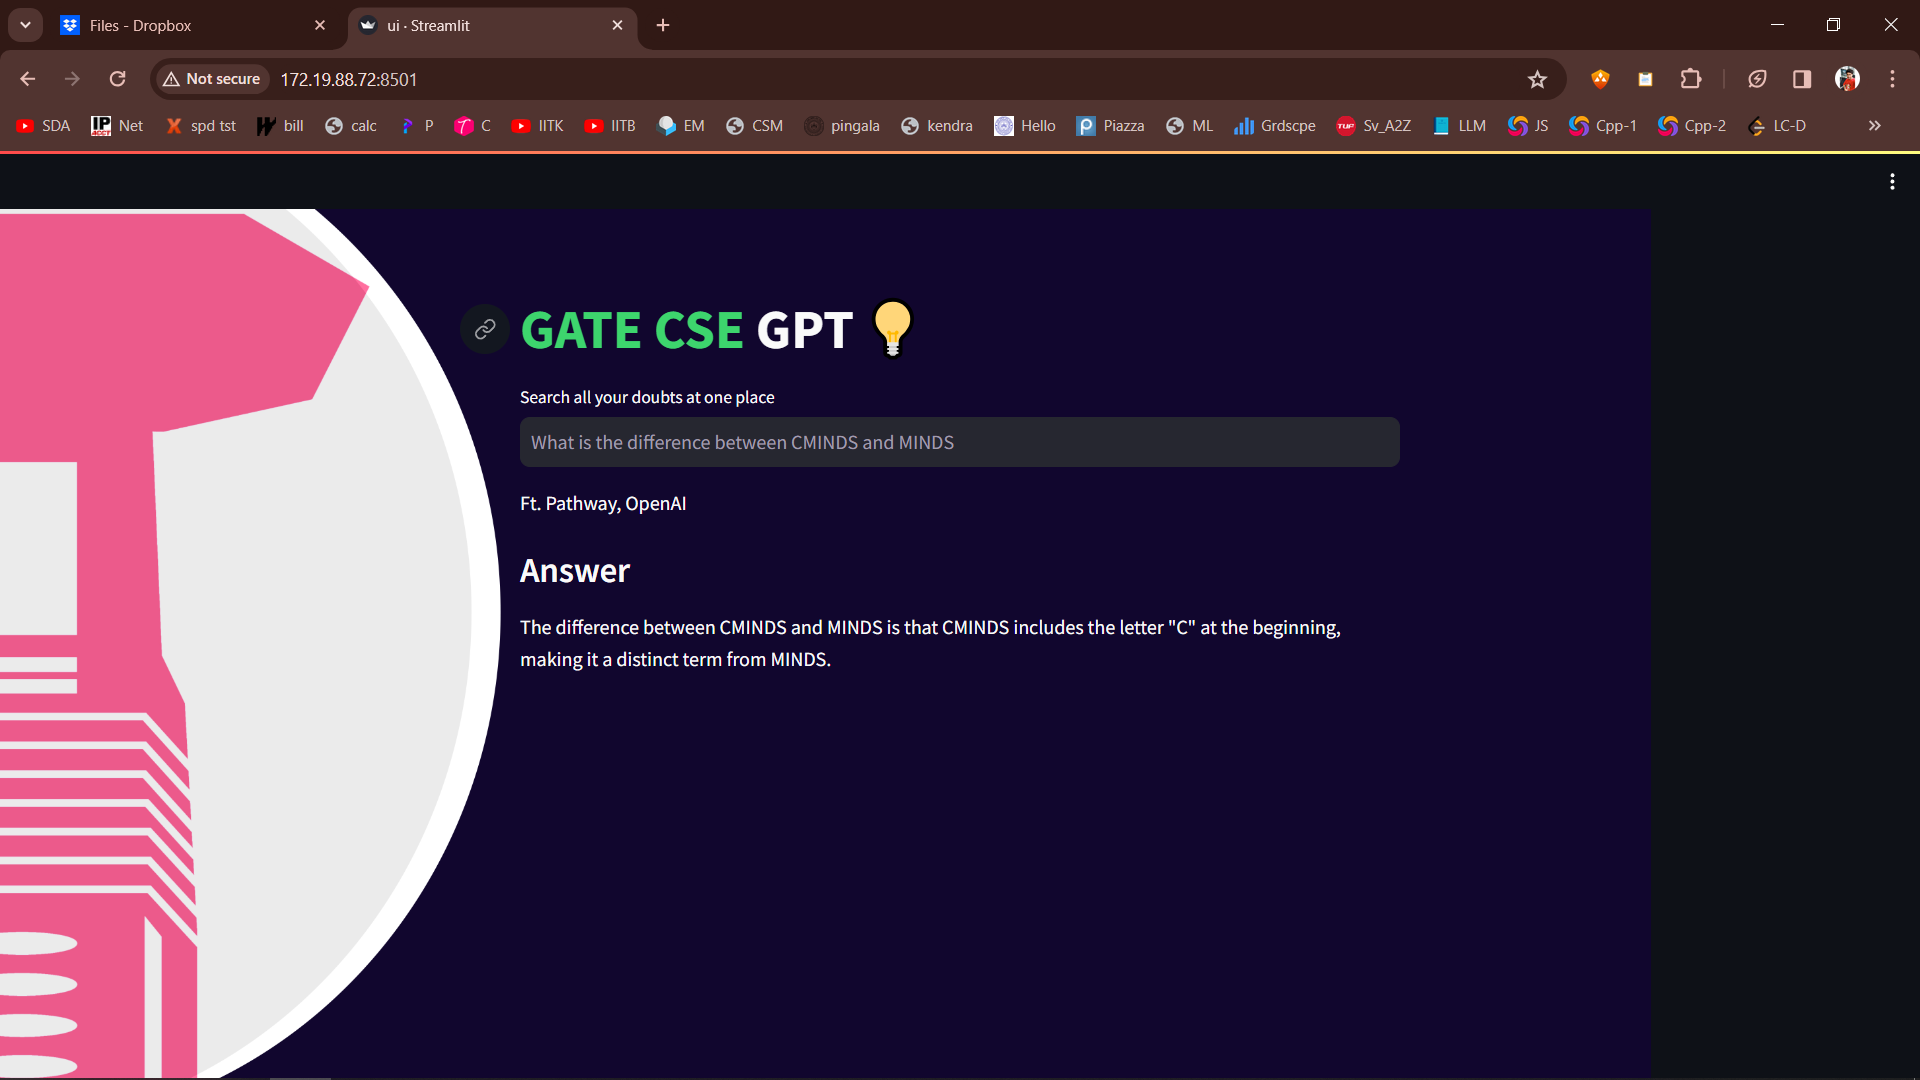 Files - Dropbox
ui · Streamlit
Not secure 172.19.88.72:8501
SDA IP Net spd tst bill calc P C IITK IITB EM CSM pingala kendra Hello Piazza ML Grdscpe TUF Sv_A2Z LLM JS Cpp-1 Cpp-2 LC-D
GATE CSE GPT
Search all your doubts at one place
What is the difference between CMINDS and MINDS
Ft. Pathway, OpenAI
Answer
The difference between CMINDS and MINDS is that CMINDS includes the letter "C" at the beginning,
making it a distinct term from MINDS.